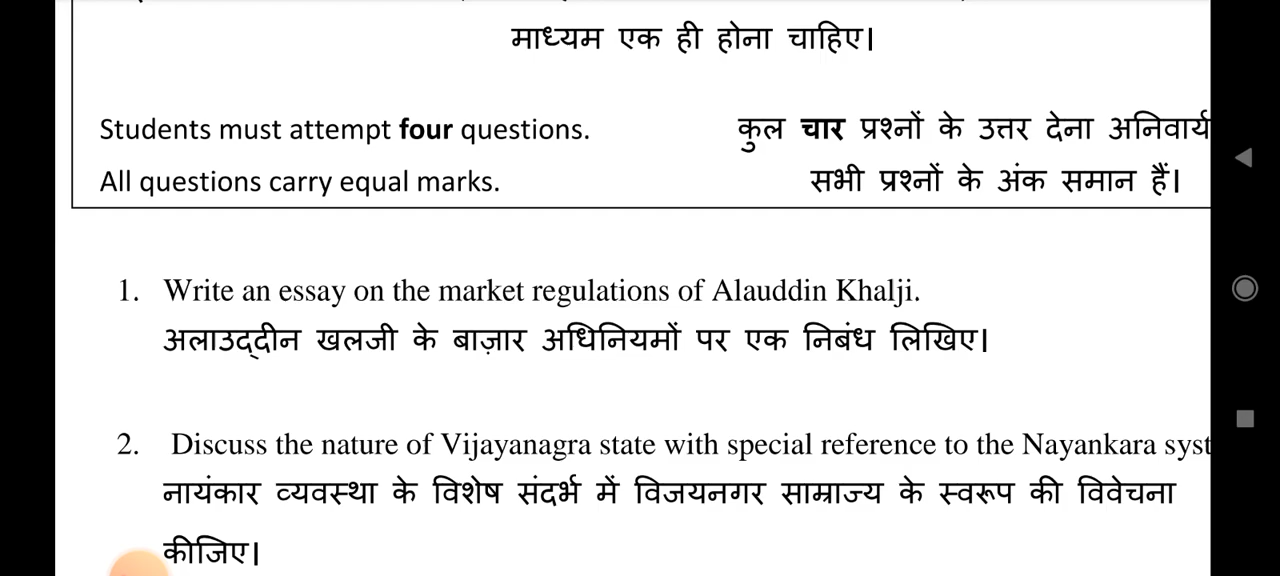 माध्यम एक ही होना चाहिए।
Students must attempt four questions.
कुल चार प्रश्नों के उत्तर देना अनिवार्य
All questions carry equal marks.
सभी प्रश्नों के अंक समान हैं।
1. Write an essay on the market regulations of Alauddin Khalji.
अलाउद्दीन खलजी के बाज़ार अधिनियमों पर एक निबंध लिखिए।
2. Discuss the nature of Vijayanagra state with special reference to the Nayankara syst
नायंकार व्यवस्था के विशेष संदर्भ में विजयनगर साम्राज्य के स्वरूप की विवेचना
कीजिए।